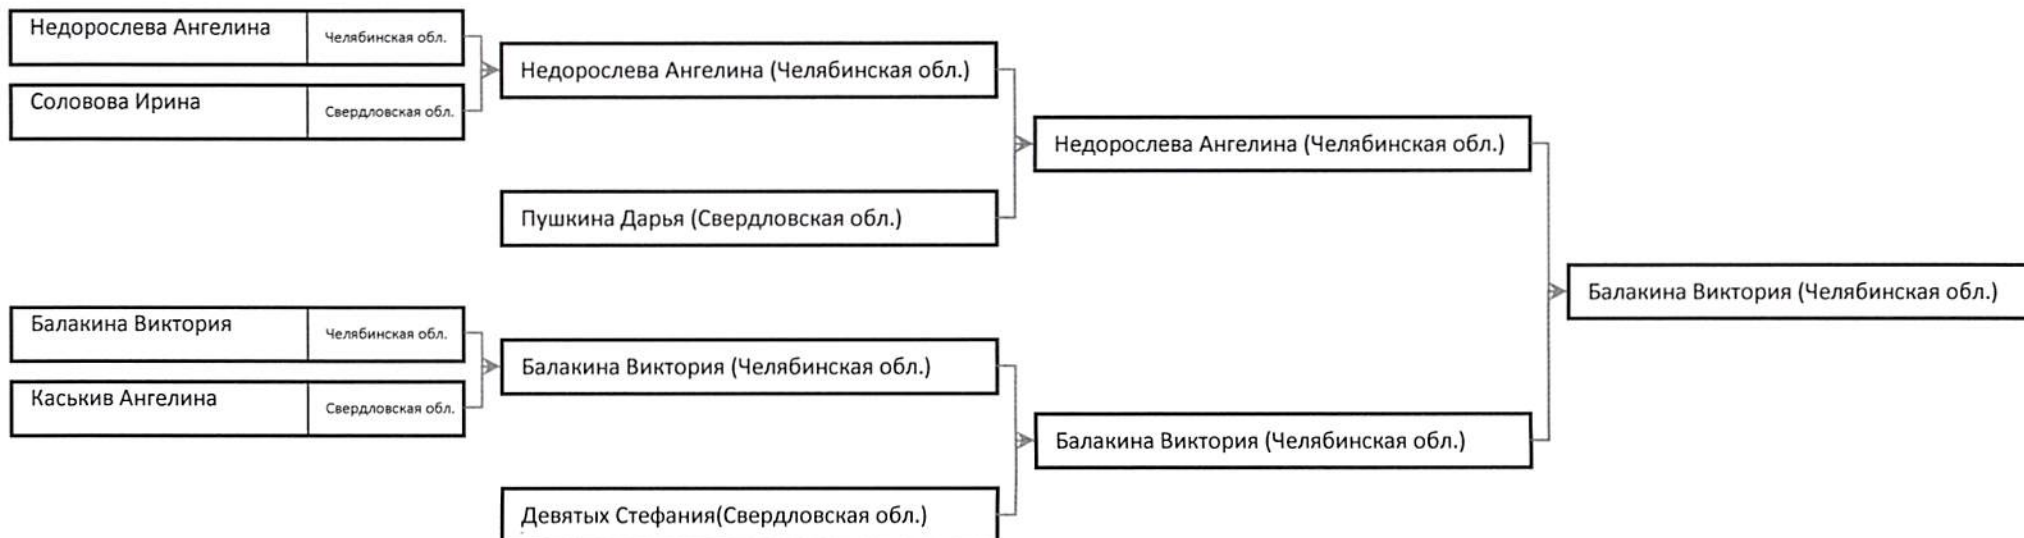 Недорослева Ангелина
Челябинская обл.
Соловова Ирина
Свердловская обл.
Недорослева Ангелина (Челябинская обл.)
Пушкина Дарья (Свердловская обл.)
Недорослева Ангелина (Челябинская обл.)
Балакина Виктория
Челябинская обл.
Каськив Ангелина
Свердловская обл.
Балакина Виктория (Челябинская обл.)
Девятых Стефания(Свердловская обл.)
Балакина Виктория (Челябинская обл.)
Балакина Виктория (Челябинская обл.)